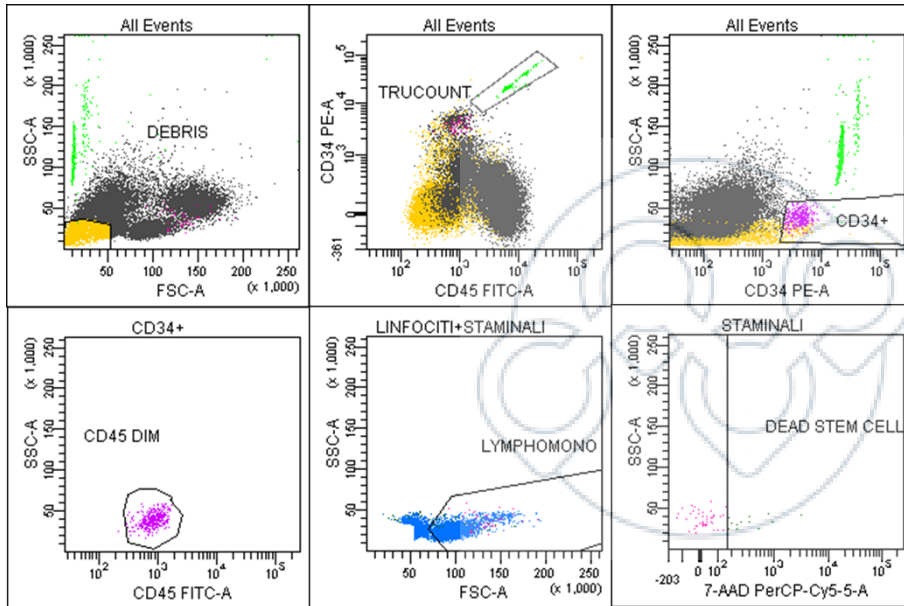 All Events
(x 1,000)
SSC-A
250
200
150
100
50
DEBRIS
50
100
150
200
250
FSC-A
(x 1,000)
All Events
CD34 PE-A
10^5
10^4
10^3
0
-361
TRUCOUNT
10^2
10^3
10^4
10^5
CD45 FITC-A
All Events
(x 1,000)
SSC-A
250
200
150
100
50
CD34+
10^2
10^3
10^4
10^5
CD34 PE-A
CD34+
(x 1,000)
SSC-A
250
200
150
100
50
CD45 DIM
10^2
10^3
10^4
10^5
CD45 FITC-A
LINFOCITI+STAMINALI
(x 1,000)
SSC-A
250
200
150
100
50
LYMPHOMONO
50
100
150
200
250
FSC-A
(x 1,000)
STAMINALI
(x 1,000)
SSC-A
250
200
150
100
50
DEAD STEM CELL
-203
0
10^2
10^3
10^4
10^5
7-AAD PerCP-Cy5-5-A